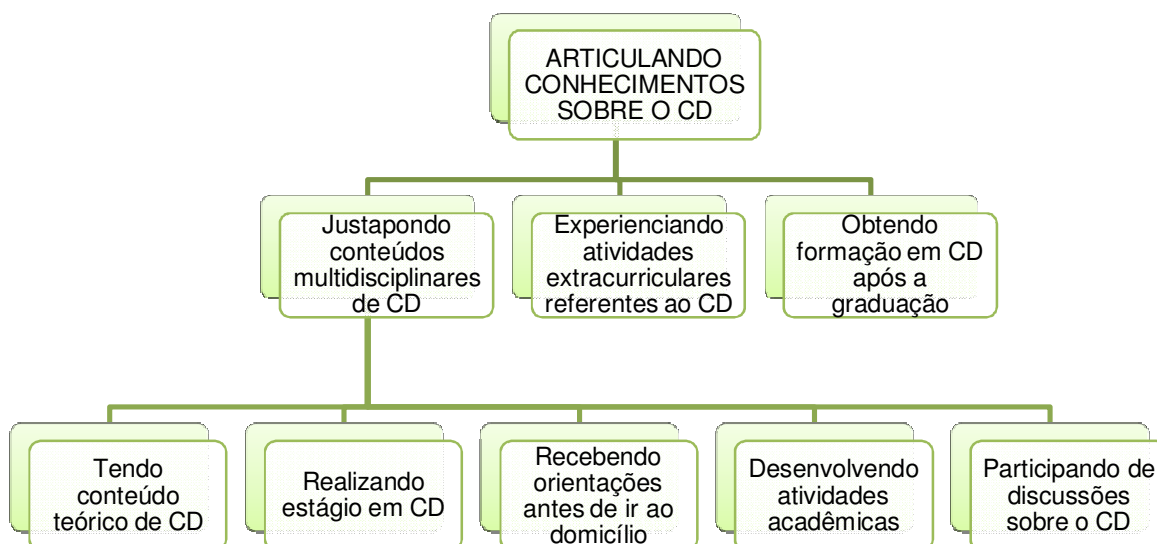 ARTICULANDO
CONHECIMENTOS
SOBRE O CD
Justapondo
conteúdos
multidisciplinares
de CD
Experienciando
atividades
extracurriculares
referentes ao CD
Obtendo
formação em CD
após a
graduação
Tendo
conteúdo
teórico de CD
Realizando
estágio em CD
Recebendo
orientações
antes de ir ao
domicílio
Desenvolvendo
atividades
acadêmicas
Participando de
discussões
sobre o CD